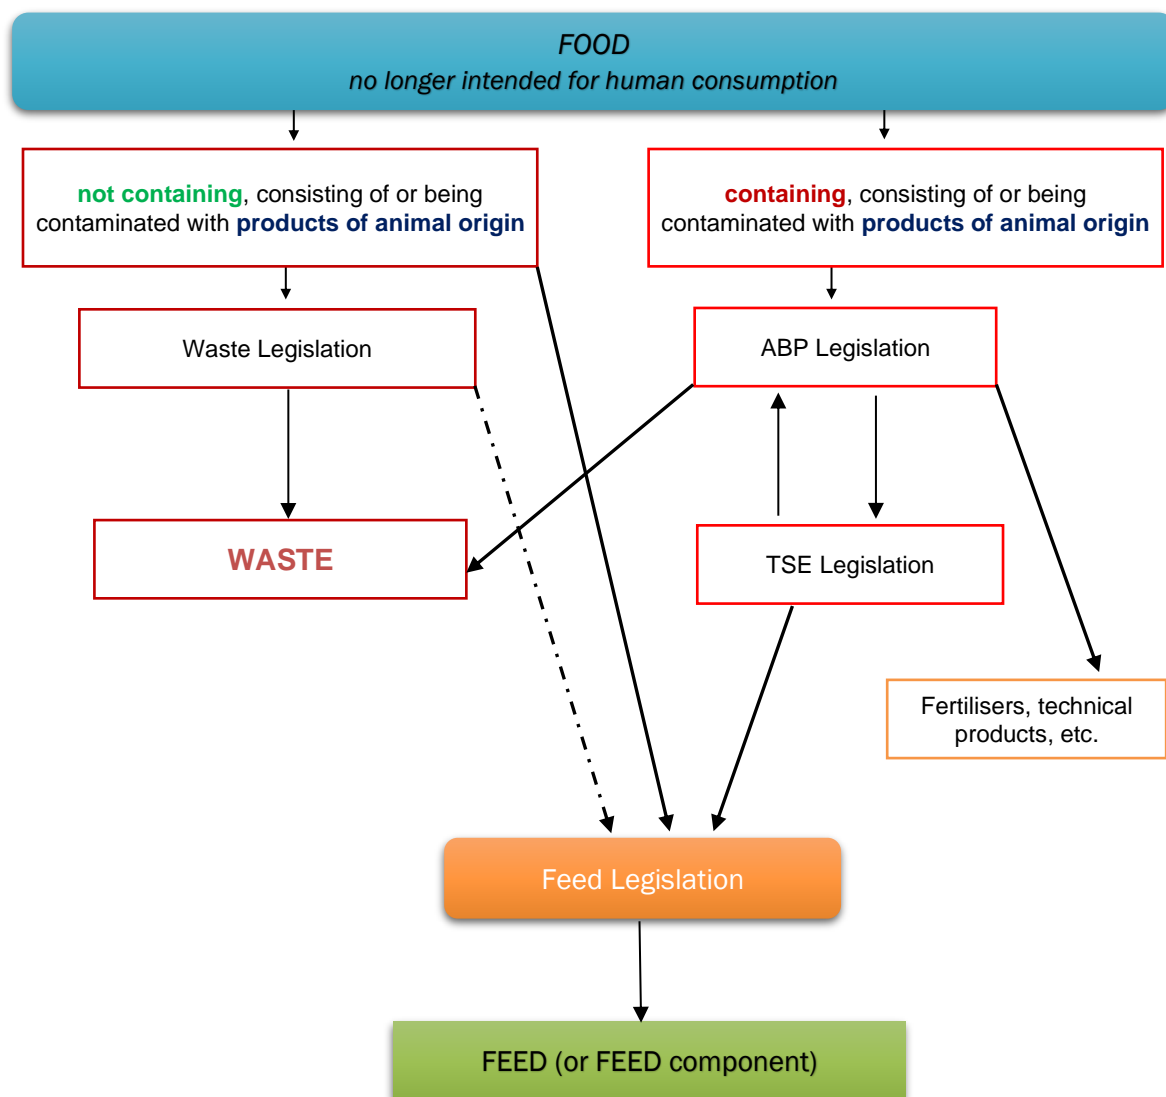 FOOD
no longer intended for human consumption
not containing, consisting of or being
contaminated with products of animal origin
containing, consisting of or being
contaminated with products of animal origin
Waste Legislation
ABP Legislation
WASTE
TSE Legislation
Fertilisers, technical
products, etc.
Feed Legislation
FEED (or FEED component)